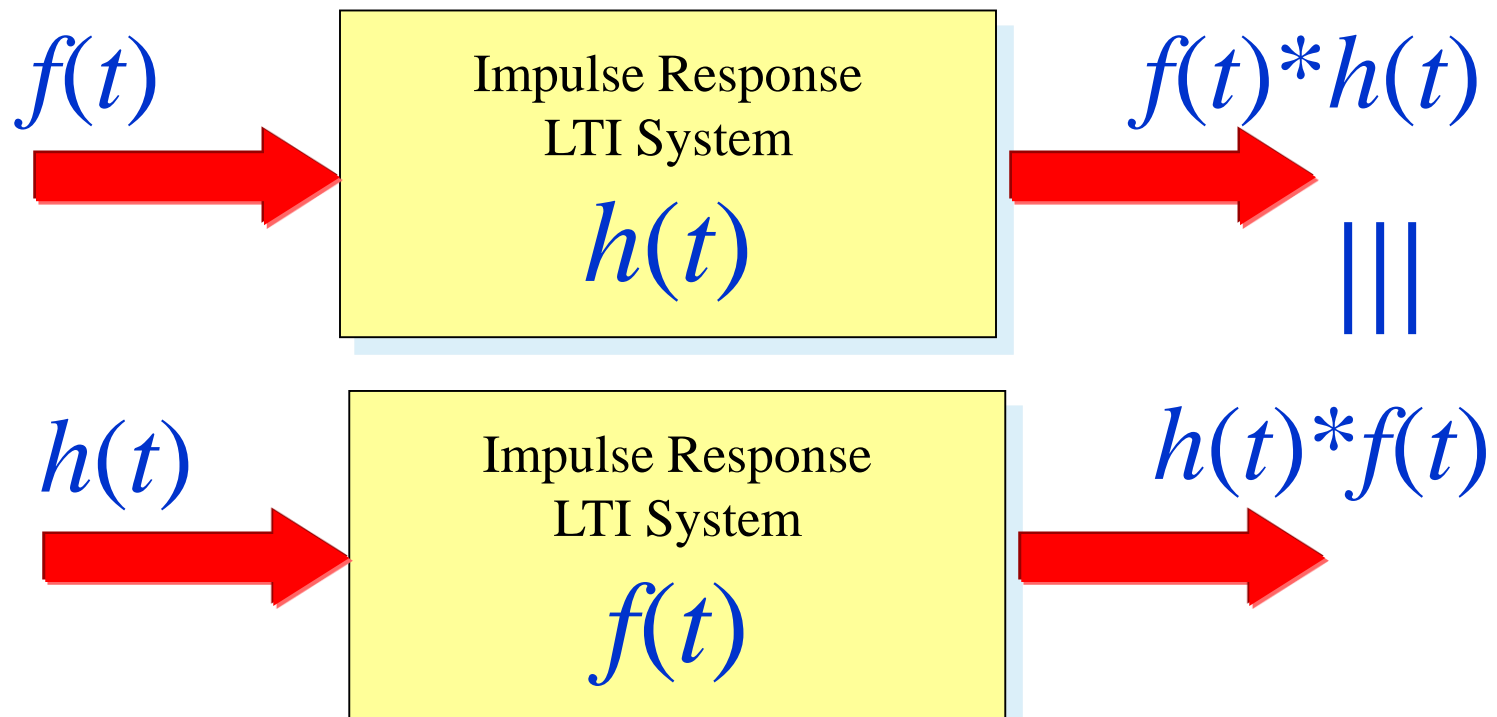 f(t)
Impulse Response
LTI System
h(t)
f(t)*h(t)
|||
h(t)
Impulse Response
LTI System
f(t)
h(t)*f(t)